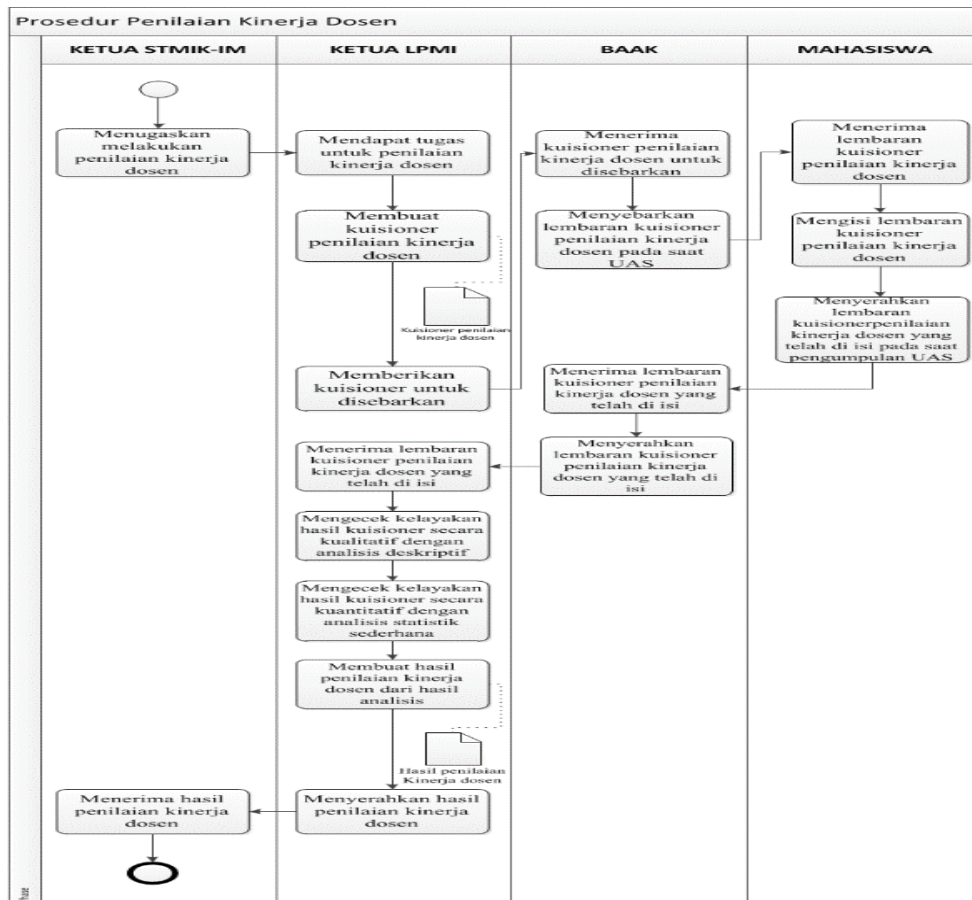 Prosedur Penilaian Kinerja Dosen
KETUA STMIK-IM
KETUA LPMI
BAAK
MAHASISWA
Menugaskan
melakukan
penilaian kinerja
dosen
Mendapat tugas
untuk penilaian
kinerja dosen
Menerima
kuisioner penilaian
kinerja dosen untuk
disebarkan
Menerima
lembaran
kuisioner
penilaian kinerja
dosen
Membuat
kuisioner
penilaian kinerja
dosen
Menyebarkan
lembaran kuisioner
penilaian kinerja
dosen pada saat
UAS
Mengisi lembaran
kuisioner
penilaian kinerja
dosen
Kuisioner penilaian
kinerja dosen
Menyerahkan
lembaran
kuisionerpenilaian
kinerja dosen yang
telah di isi pada saat
pengumpulan UAS
Memberikan
kuisioner untuk
disebarkan
Menerima lembaran
kuisioner penilaian
kinerja dosen yang
telah di isi
Menyerahkan
lembaran kuisioner
penilaian kinerja
dosen yang telah di
isi
Menerima lembaran
kuisioner penilaian
kinerja dosen yang
telah di isi
Mengecek kelayakan
hasil kuisioner secara
kualitatif dengan
analisis deskriptif
Mengecek kelayakan
hasil kuisioner secara
kuantitatif dengan
analisis statistik
sederhana
Membuat hasil
penilaian kinerja
dosen dari hasil
analisis
Hasil penilaian
Kinerja dosen
Menyerahkan hasil
penilaian kinerja
dosen
Menerima hasil
penilaian kinerja
dosen